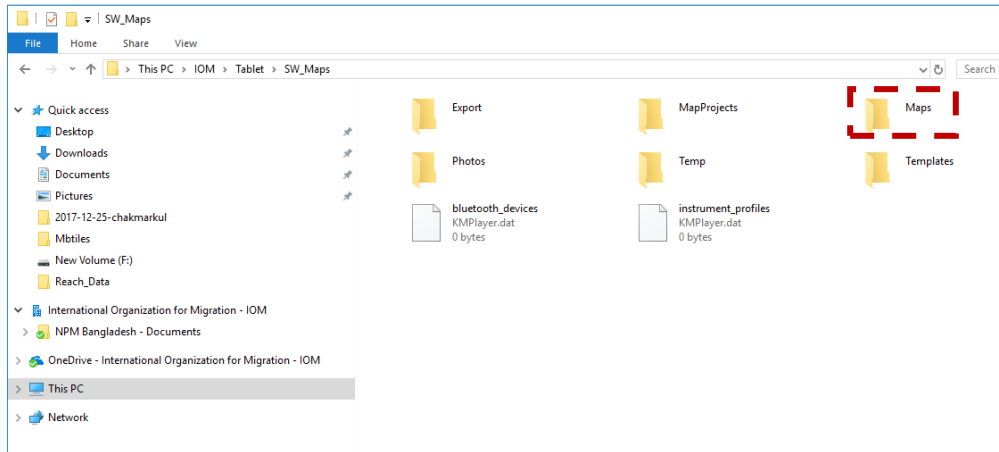 SW_Maps
File Home Share View
This PC > IOM > Tablet > SW_Maps
Search
Quick access
Desktop
Downloads
Documents
Pictures
2017-12-25-chakmarkul
Mbtiles
New Volume (F:)
Reach_Data
International Organization for Migration - IOM
NPM Bangladesh - Documents
OneDrive - International Organization for Migration - IOM
This PC
Network
Export MapProjects Maps
Photos Temp Templates
bluetooth_devices instrument_profiles
KMPlayer.dat KMPlayer.dat
0 bytes 0 bytes